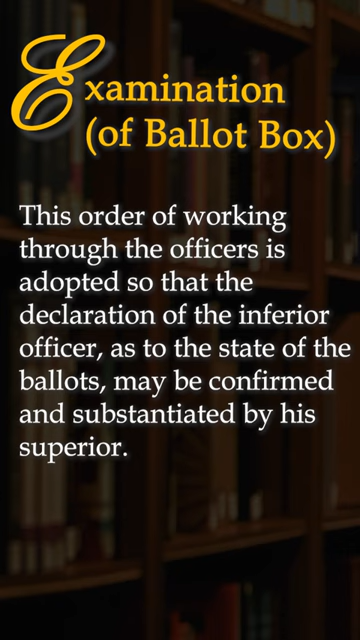 Examination
(of Ballot Box)
This order of working
through the officers is
adopted so that the
declaration of the inferior
officer, as to the state of the
ballots, may be confirmed
and substantiated by his
superior.